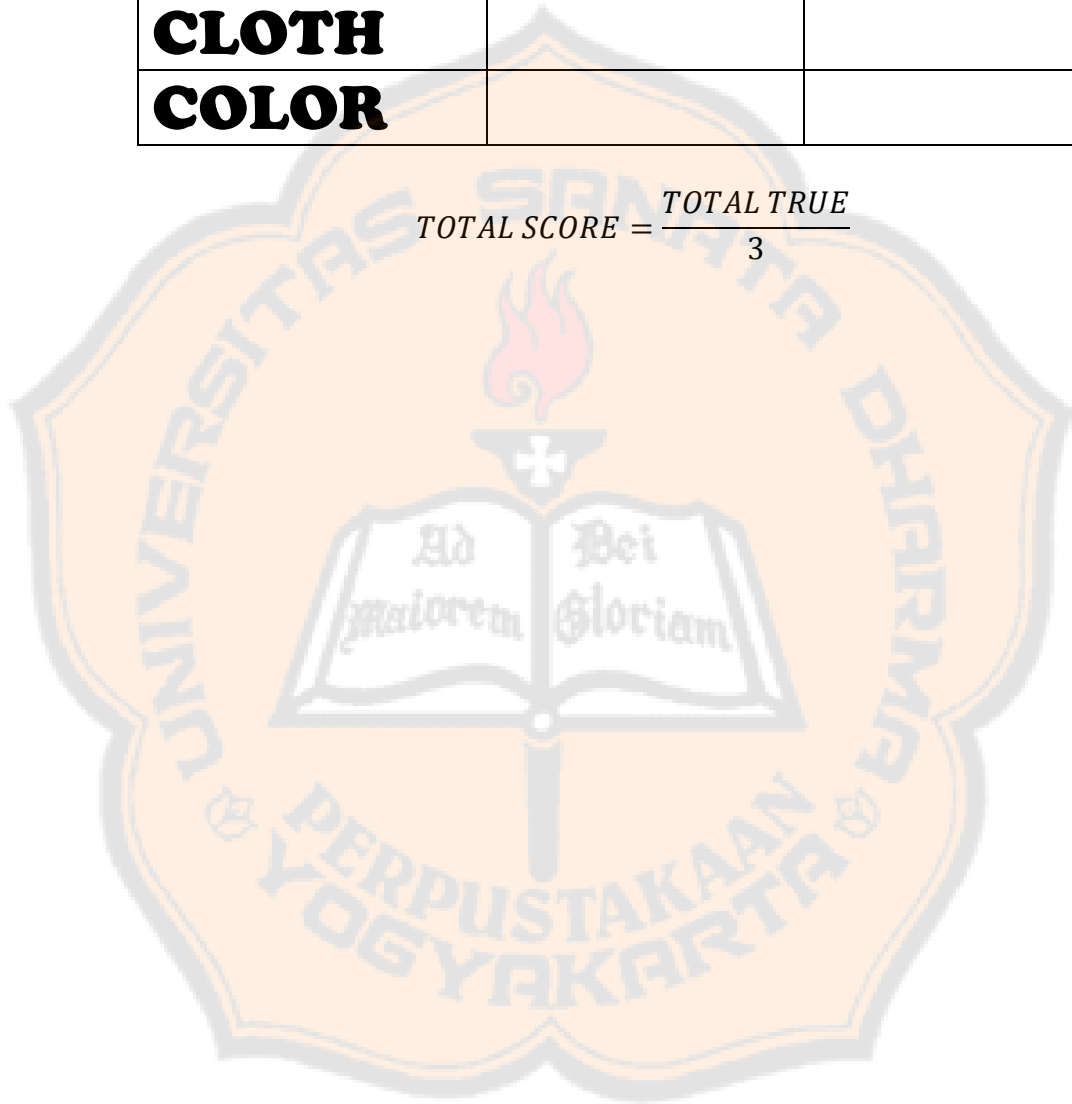 CLOTH
COLOR
TOTAL SCORE = TOTAL TRUE / 3
UNIVERSITAS SANATA DHARMA
Ad Dei
Maiorem Gloriam
PERPUSTAKAAN
YOGYAKARTA